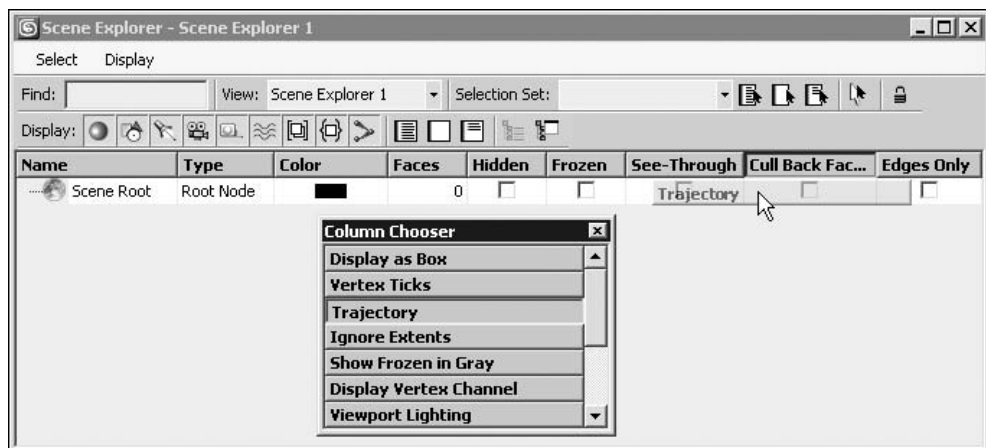 Scene Explorer - Scene Explorer 1
Select Display
Find: View: Scene Explorer 1 Selection Set:
Display:
Name Type Color Faces Hidden Frozen See-Through Cull Back Fac... Edges Only
Scene Root Root Node 0 Trajectory
Column Chooser
Display as Box
Vertex Ticks
Trajectory
Ignore Extents
Show Frozen in Gray
Display Vertex Channel
Viewport Lighting